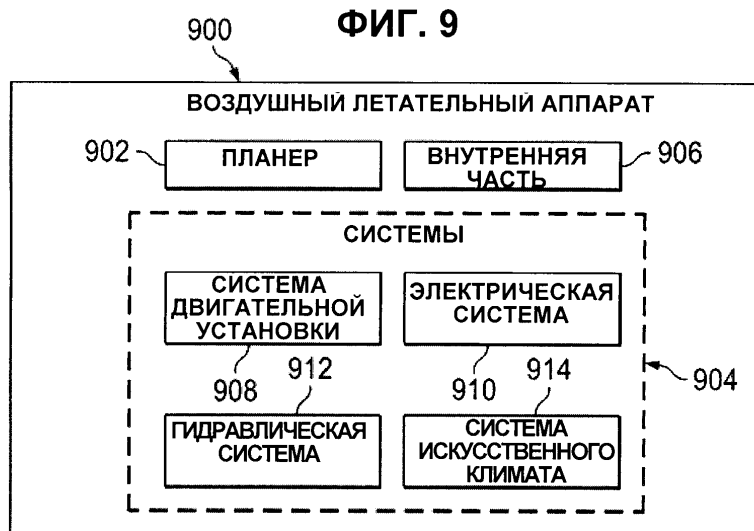 ФИГ. 9
900
ВОЗДУШНЫЙ ЛЕТАТЕЛЬНЫЙ АППАРАТ
902
ПЛАНЕР
ВНУТРЕННЯЯ
ЧАСТЬ
906
СИСТЕМЫ
СИСТЕМА
ДВИГАТЕЛЬНОЙ
УСТАНОВКИ
ЭЛЕКТРИЧЕСКАЯ
СИСТЕМА
908
912
910
914
904
ГИДРАВЛИЧЕСКАЯ
СИСТЕМА
СИСТЕМА
ИСКУССТВЕННОГО
КЛИМАТА